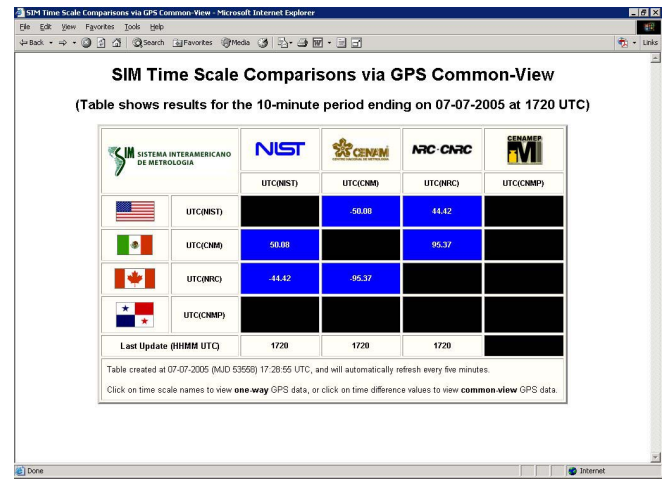 SIM Time Scale Comparisons via GPS Common-View - Microsoft Internet Explorer
File Edit View Favorites Tools Help
Back Search Favorites Media Links
SIM Time Scale Comparisons via GPS Common-View
(Table shows results for the 10-minute period ending on 07-07-2005 at 1720 UTC)
SIM SISTEMA INTERAMERICANO DE METROLOGIA NIST CENAM CENTRO NACIONAL DE METROLOGIA NRC·CNRC CENAMEP
UTC(NIST) UTC(CNM) UTC(NRC) UTC(CNMP)
UTC(NIST) -50.08 44.42
UTC(CNM) 50.08 95.37
UTC(NRC) -44.42 -95.37
UTC(CNMP)
Last Update (HHMM UTC) 1720 1720 1720
Table created at 07-07-2005 (MJD 53558) 17:28:55 UTC, and will automatically refresh every five minutes.
Click on time scale names to view one-way GPS data, or click on time difference values to view common-view GPS data.
Done Internet